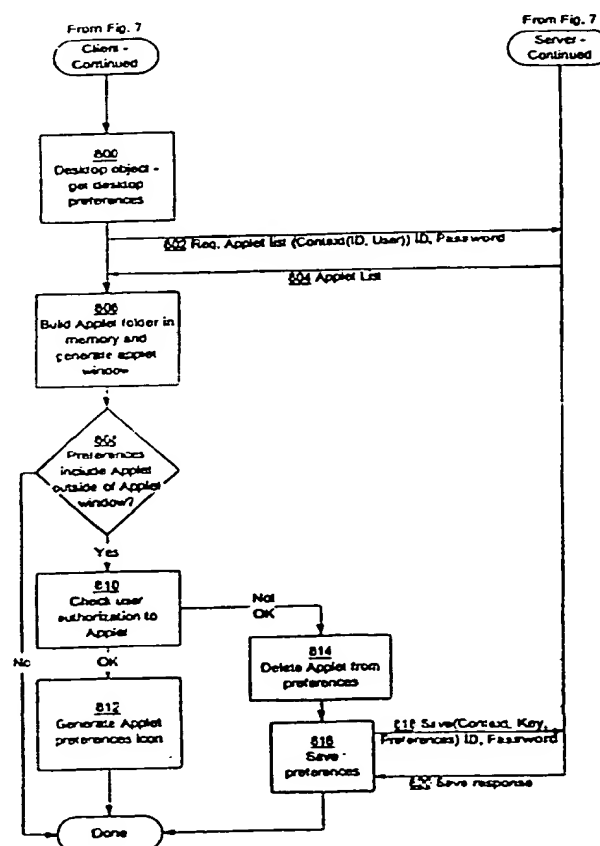 From Fig. 7
Client -
Continued
From Fig. 7
Server -
Continued
800
Desktop object -
get desktop
preferences
802 Req. Applet list (Context(ID, User)) ID, Password
804 Applet List
806
Build Applet folder in
memory and
generate applet
window
Preferences
include Applet
outside of Applet
window?
Yes
No
810
Check user
authorization to
Applet
Not
OK
OK
814
Delete Applet from
preferences
812
Generate Applet
preferences Icon
816
Save
preferences
818 Save(Context, Key,
Preferences) ID, Password
Save response
Done